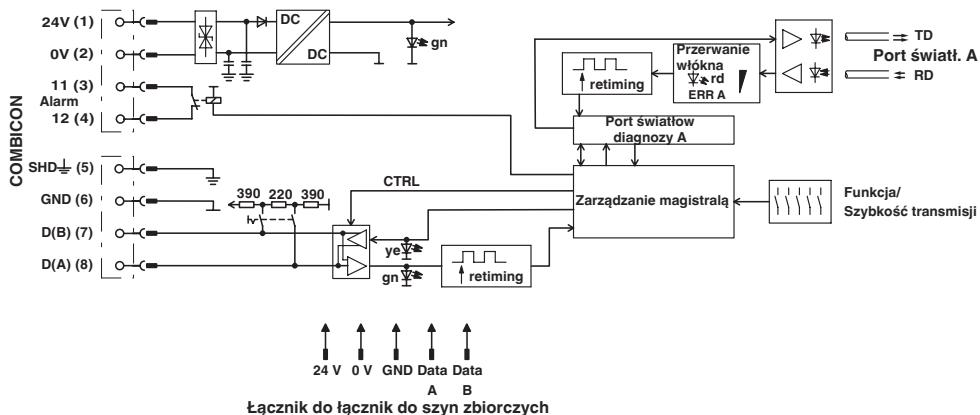 COMBICON
24V (1)
0V (2)
11 (3)
Alarm
12 (4)
SHD (5)
GND (6)
D(B) (7)
D(A) (8)
DC
DC
gn
390 220 390
CTRL
ye
gn
retiming
retiming
Przerwanie
włókna
rd
ERR A
TD
Port światł. A
RD
Port światłow
diagnozy A
Zarządzanie magistralą
Funkcja/
Szybkość transmisji
24 V 0 V GND Data Data
A B
Łącznik do łącznik do szyn zbiorczych